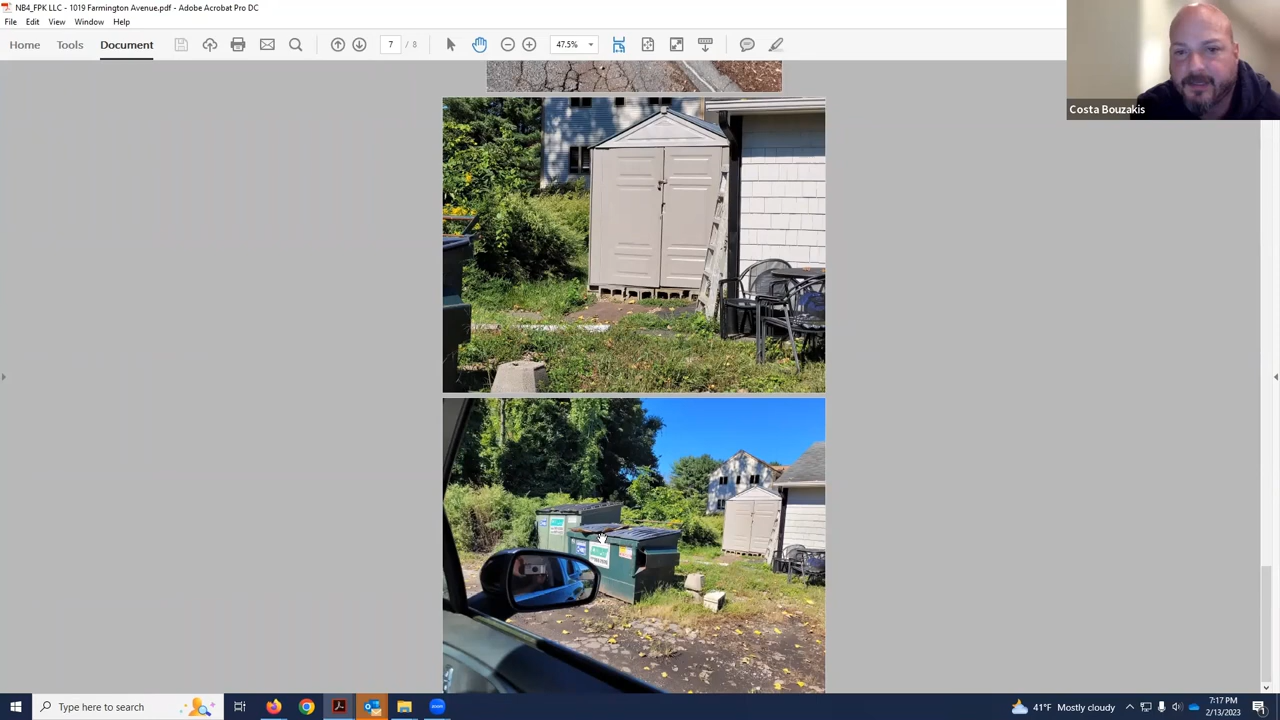 NB4_FPK LLC - 1019 Farmington Avenue.pdf - Adobe Acrobat Pro DC
File Edit View Window Help
Home Tools Document
7 / 8
47.5%
Costa Bouzakis
Type here to search
41°F Mostly cloudy
7:17 PM
2/13/2023
1